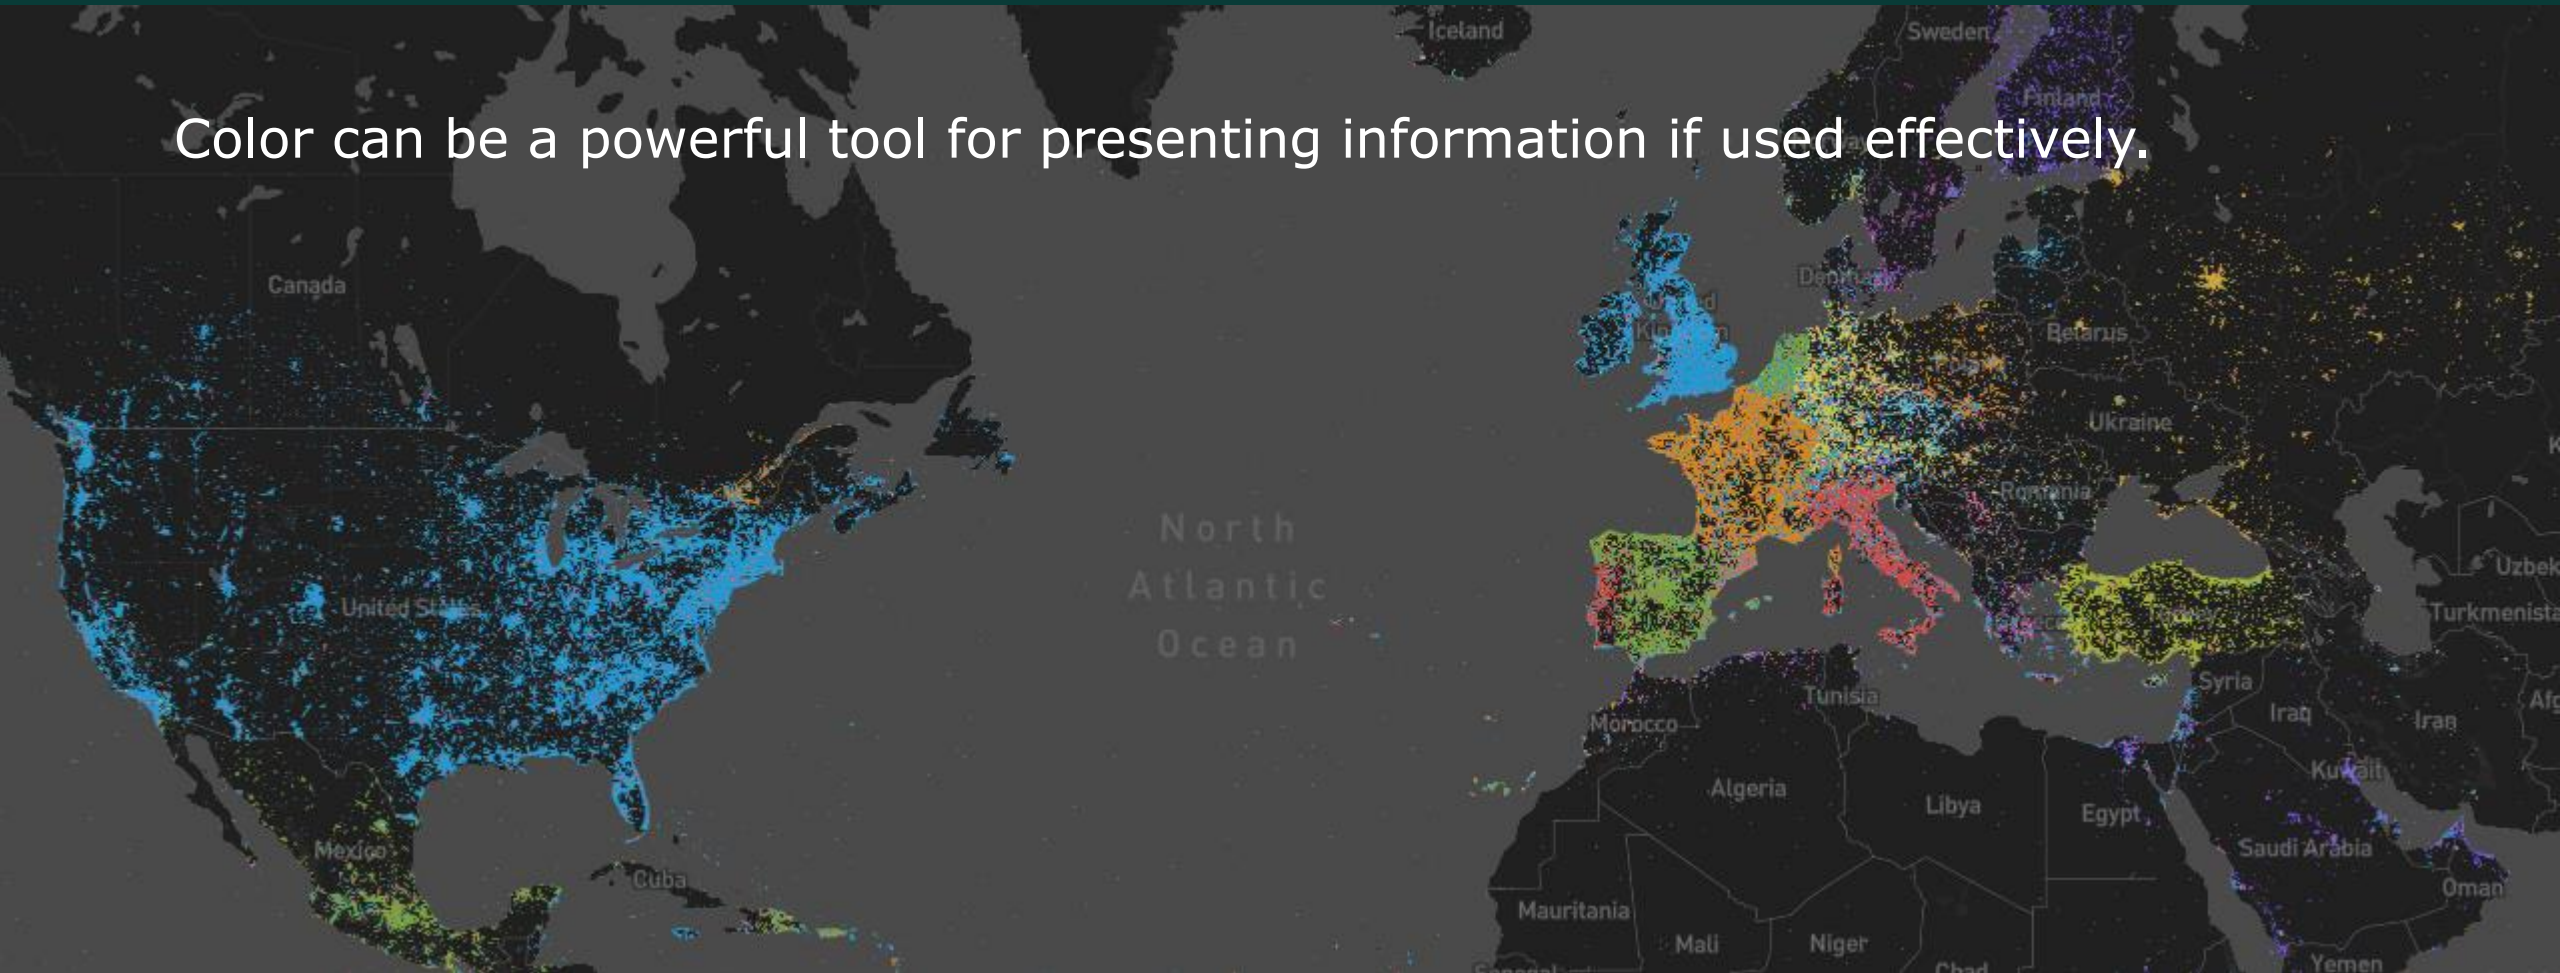 Iceland
Sweden
Finland
Color can be a powerful tool for presenting information if used effectively.
Canada
Belarus
Ukraine
Romania
North
Atlantic
Ocean
United States
Uzbek
Turkmenista
Syria
Tunisia
Morocco
Iraq
Iran
Afg
Kuwait
Algeria
Libya
Egypt
Mexico
Saudi Arabia
Cuba
Oman
Mauritania
Mali
Niger
Chad
Yemen